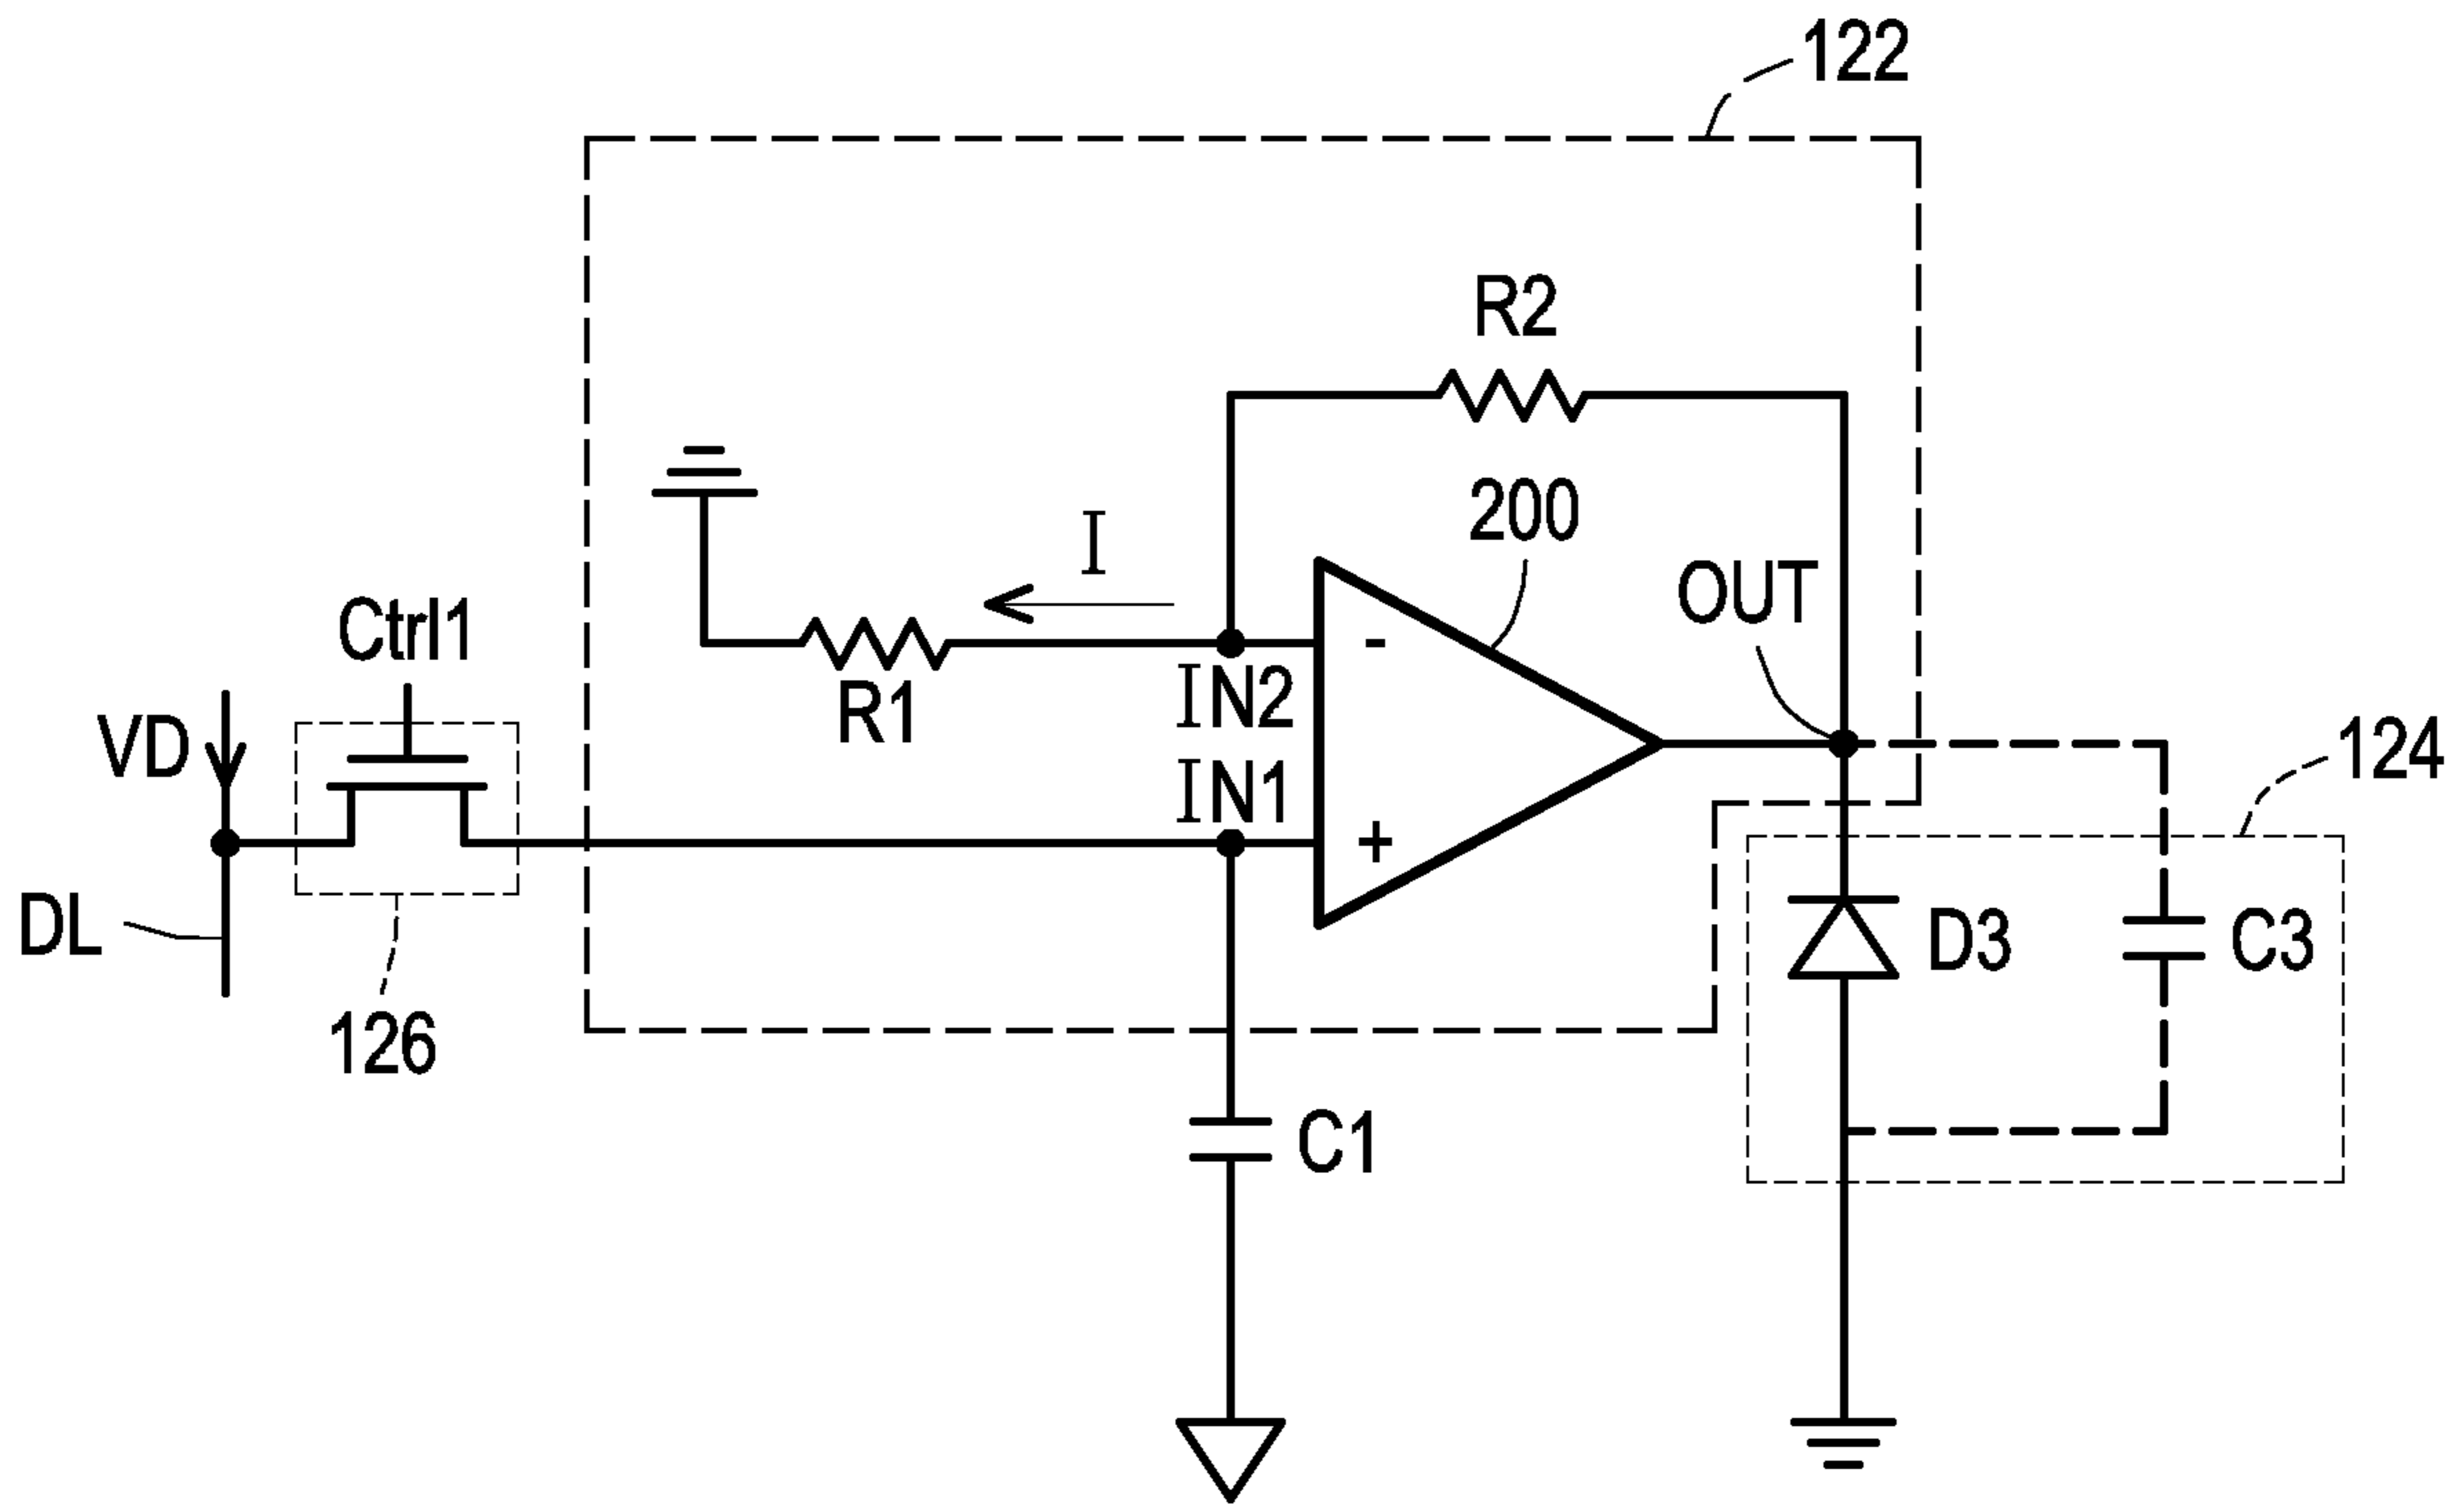 122
R2
200
I
OUT
Ctrl1
IN2
R1
VD
124
IN1
-
+
DL
D3
C3
126
C1